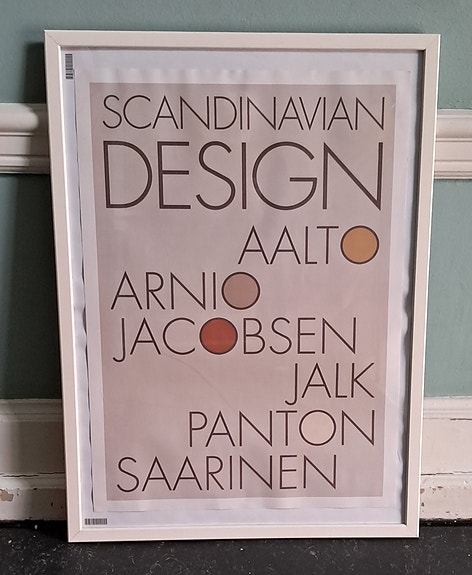 SCANDINAVIAN
DESIGN
AALTO
ARNIO
JACOBSEN
JALK
PANTON
SAARINEN